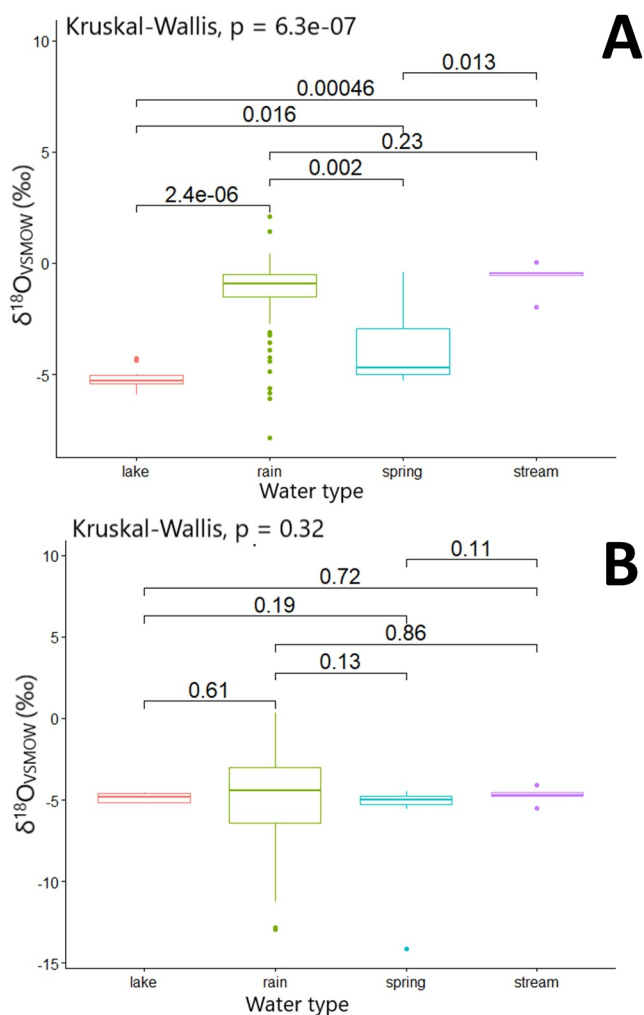 Kruskal-Wallis, p = 6.3e-07
A
10
0.013
0.00046
0.016
5
0.23
0.002
2.4e-06
0
-5
δ¹⁸OVSMOW (‰)
lake rain spring stream
Water type
Kruskal-Wallis, p = 0.32
B
10
0.11
0.72
0.19
5
0.86
0.13
0.61
0
-5
-10
-15
δ¹⁸OVSMOW (‰)
lake rain spring stream
Water type